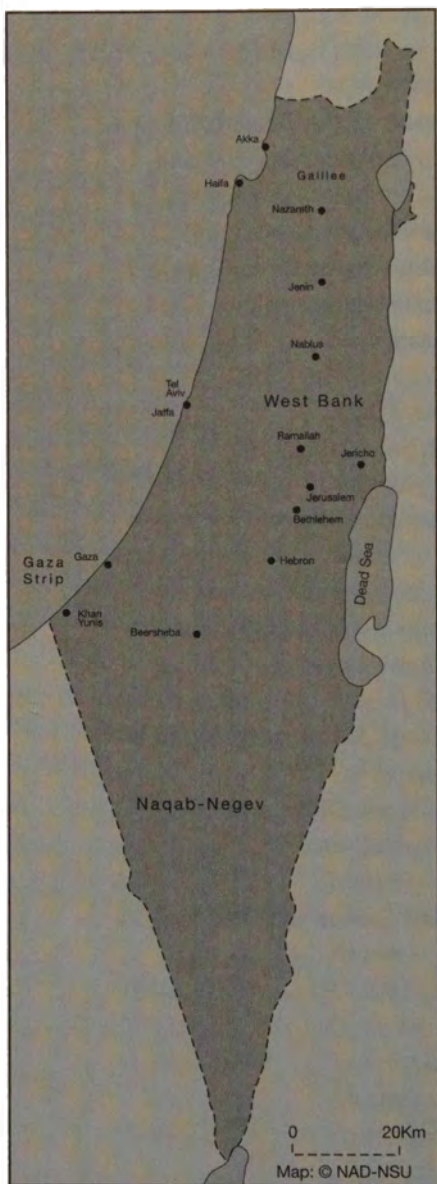 Akka
Galilee
Haifa
Nazareth
Jenin
Nablus
Tel
Aviv
Jaffa
West Bank
Ramallah
Jericho
Jerusalem
Bethlehem
Gaza
Strip
Gaza
Hebron
Dead Sea
Khan
Yunis
Beersheba
Naqab-Negev
0 20Km
Map: © NAD-NSU